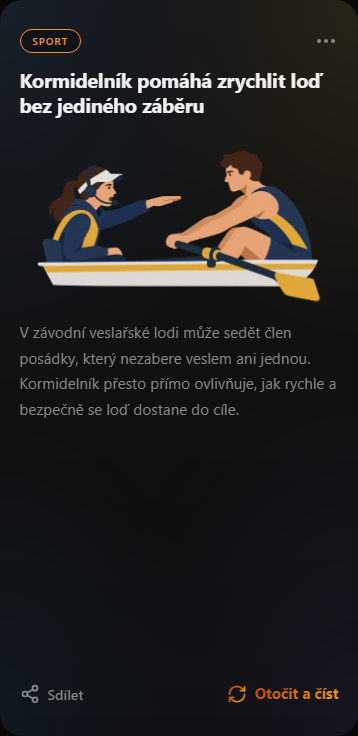 SPORT
Kormidelník pomáhá zrychlit loď
bez jediného záběru
V závodní veslařské lodi může sedět člen
posádky, který nezabere veslem ani jednou.
Kormidelník přesto přímo ovlivňuje, jak rychle a
bezpečně se loď dostane do cíle.
Sdílet
Otočit a číst